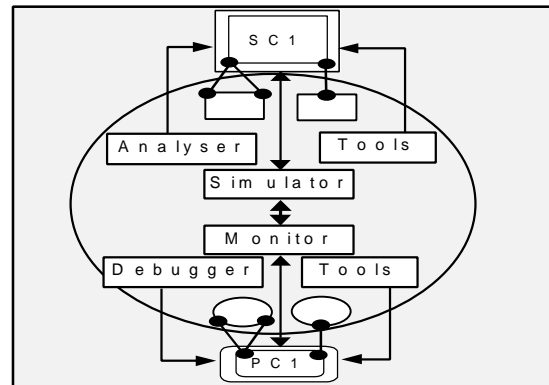 SC1
Analyser
Tools
Simulator
Monitor
Debugger
Tools
PC1